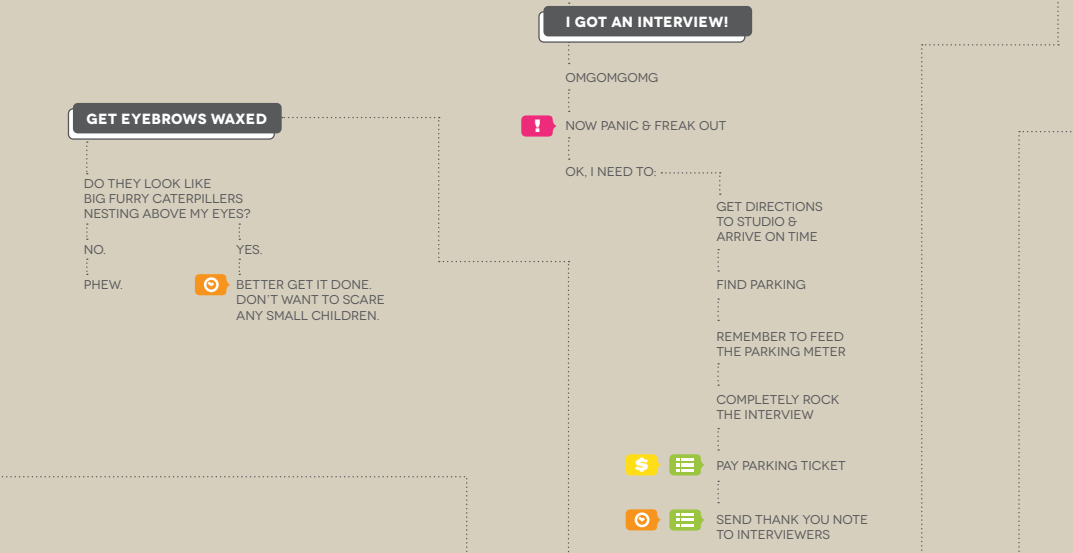 I GOT AN INTERVIEW!
OMGOMGOMG
NOW PANIC & FREAK OUT
OK, I NEED TO:
GET DIRECTIONS
TO STUDIO &
ARRIVE ON TIME
FIND PARKING
REMEMBER TO FEED
THE PARKING METER
COMPLETELY ROCK
THE INTERVIEW
PAY PARKING TICKET
SEND THANK YOU NOTE
TO INTERVIEWERS
GET EYEBROWS WAXED
DO THEY LOOK LIKE
BIG FURRY CATERPILLERS
NESTING ABOVE MY EYES?
NO.
PHEW.
YES.
BETTER GET IT DONE.
DON'T WANT TO SCARE
ANY SMALL CHILDREN.